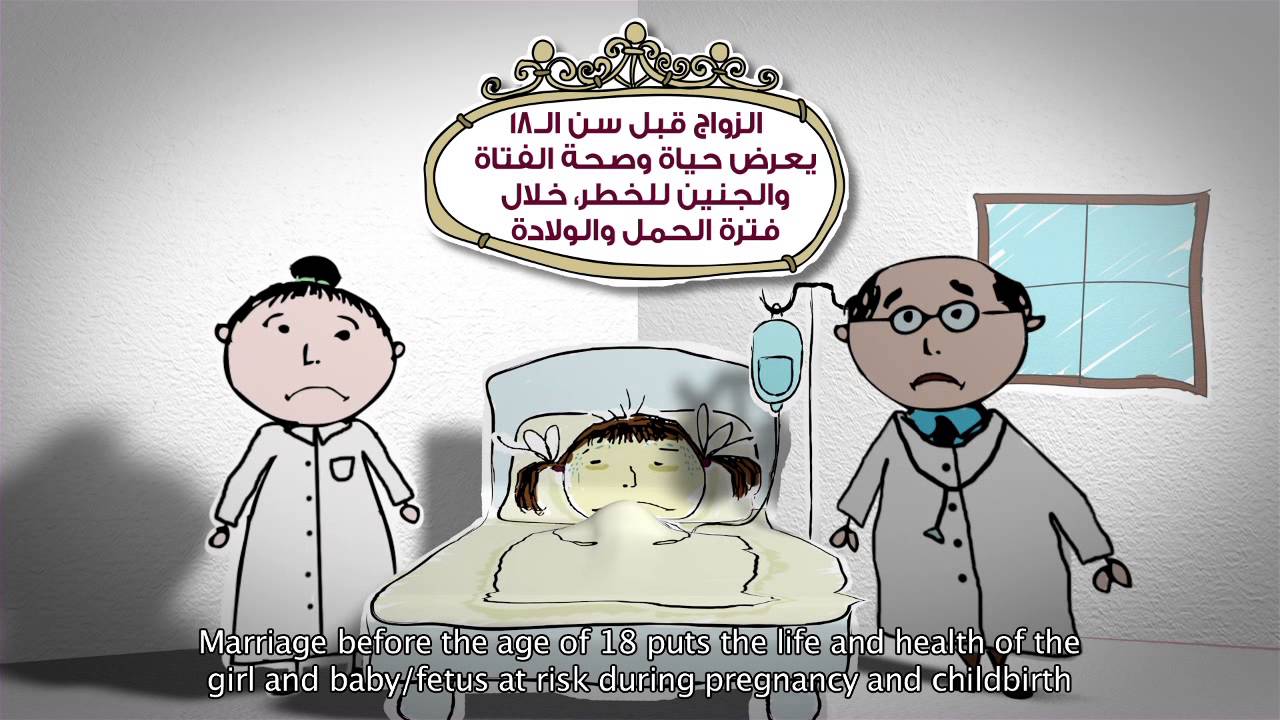 الزواج قبل سن الـ١٨
يعرض حياة وصحة الفتاة
والجنين للخطر، خلال
فترة الحمل والولادة
Marriage before the age of 18 puts the life and health of the
girl and baby/fetus at risk during pregnancy and childbirth